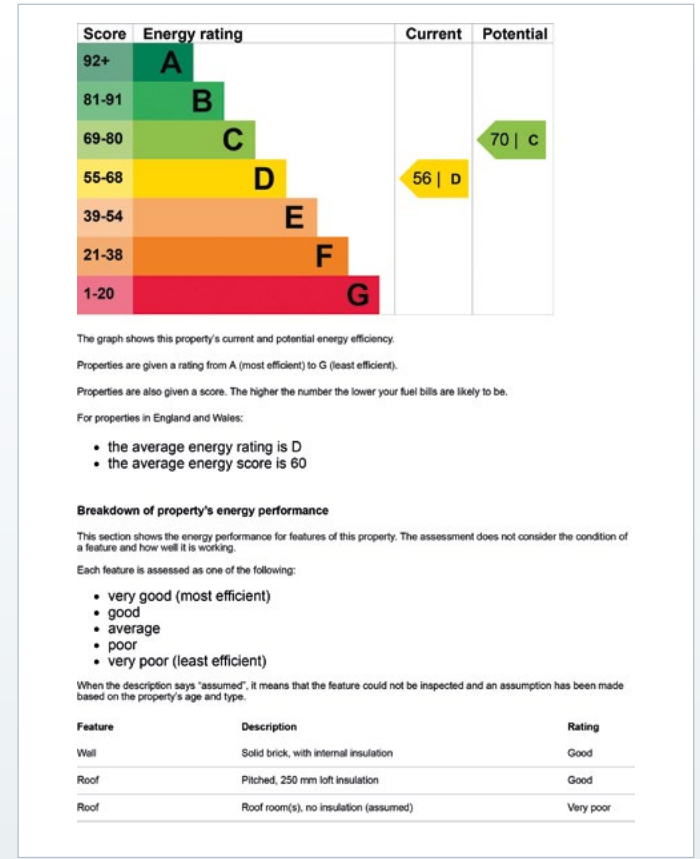 Score Energy rating Current Potential
92+ A
81-91 B
69-80 C 70 | C
55-68 D 56 | D
39-54 E
21-38 F
1-20 G
The graph shows this property's current and potential energy efficiency.
Properties are given a rating from A (most efficient) to G (least efficient).
Properties are also given a score. The higher the number the lower your fuel bills are likely to be.
For properties in England and Wales:
• the average energy rating is D
• the average energy score is 60
Breakdown of property's energy performance
This section shows the energy performance for features of this property. The assessment does not consider the condition of
a feature and how well it is working.
Each feature is assessed as one of the following:
• very good (most efficient)
• good
• average
• poor
• very poor (least efficient)
When the description says "assumed", it means that the feature could not be inspected and an assumption has been made
based on the property's age and type.
Feature Description Rating
Wall Solid brick, with internal insulation Good
Roof Pitched, 250 mm loft insulation Good
Roof Roof room(s), no insulation (assumed) Very poor